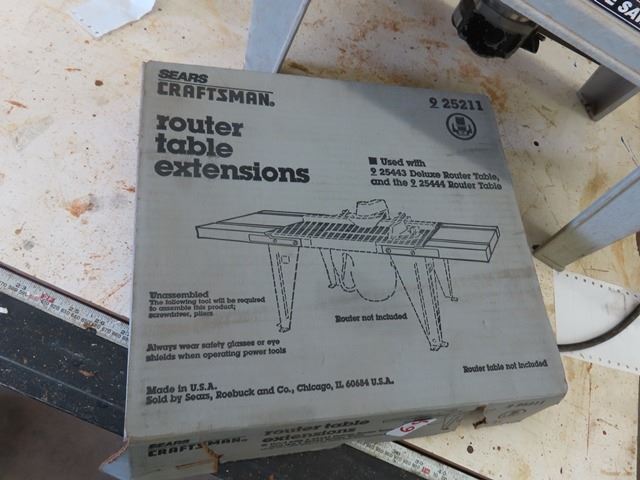 SEARS
CRAFTSMAN®
9 25211
router
table
extensions
■ Used with
9 25443 Deluxe Router Table,
and the 9 25444 Router Table
Unassembled
The following tool will be required
to assemble this product;
screwdriver, pliers
Router not included
Always wear safety glasses or eye
shields when operating power tools
Router table not included
Made in U.S.A.
Sold by Sears, Roebuck and Co., Chicago, IL 60684 U.S.A.
SEARS
CRAFTSMAN®
router table
extensions